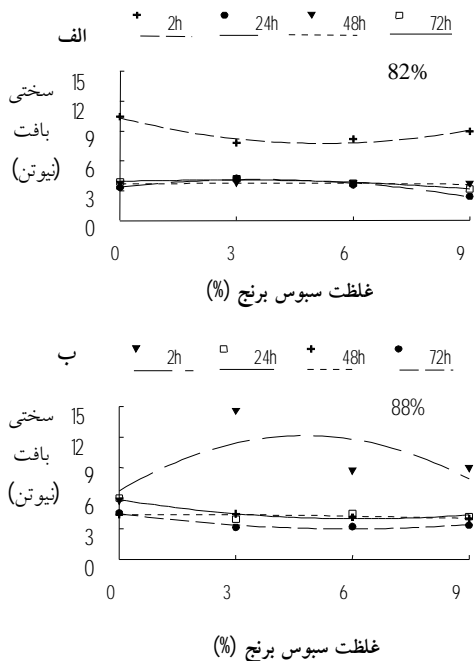 الف
2h 24h 48h 72h
82%
سختی
بافت
(نیوتن)
15
12
9
6
3
0
0 3 6 9
غلظت سبوس برنج (%)
ب
2h 24h 48h 72h
88%
سختی
بافت
(نیوتن)
15
12
9
6
3
0
0 3 6 9
غلظت سبوس برنج (%)